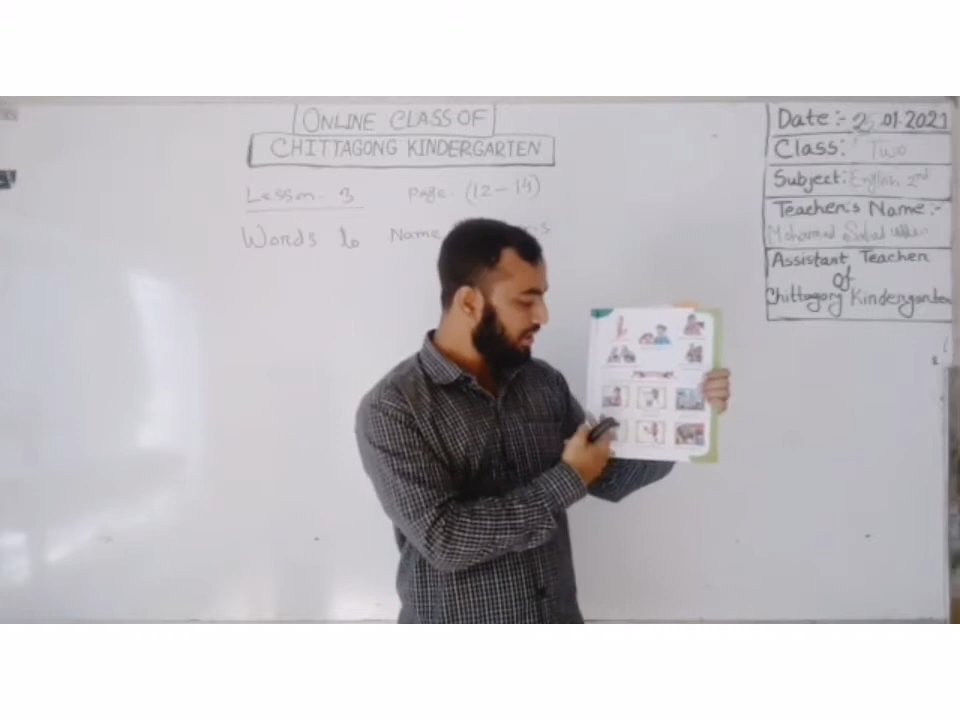 ONLINE CLASS OF
CHITTAGONG KINDERGARTEN
Lesson - 3 Page - (12-14)
Words to Name
Date:- 25.01.2021
Class: Two
Subject: English 2nd
Teacher's Name:-
Mohamad
Assistant Teacher
of
Chittagong Kindergarten